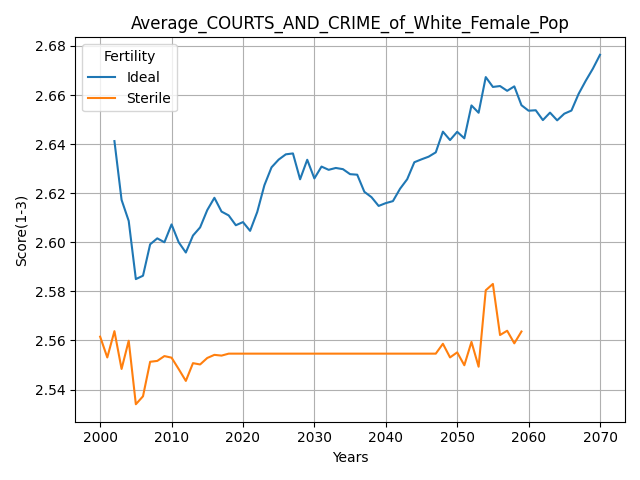 Average_COURTS_AND_CRIME_of_White_Female_Pop
Fertility
Ideal
Sterile
Score(1-3)
2.68
2.66
2.64
2.62
2.60
2.58
2.56
2.54
2000 2010 2020 2030 2040 2050 2060 2070
Years